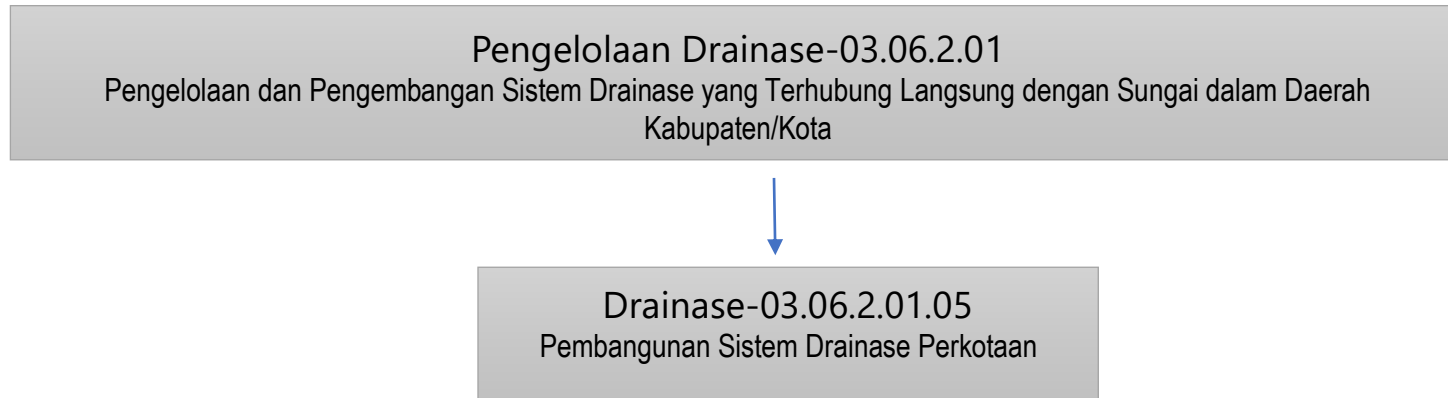 Pengelolaan Drainase-03.06.2.01
Pengelolaan dan Pengembangan Sistem Drainase yang Terhubung Langsung dengan Sungai dalam Daerah
Kabupaten/Kota
Drainase-03.06.2.01.05
Pembangunan Sistem Drainase Perkotaan